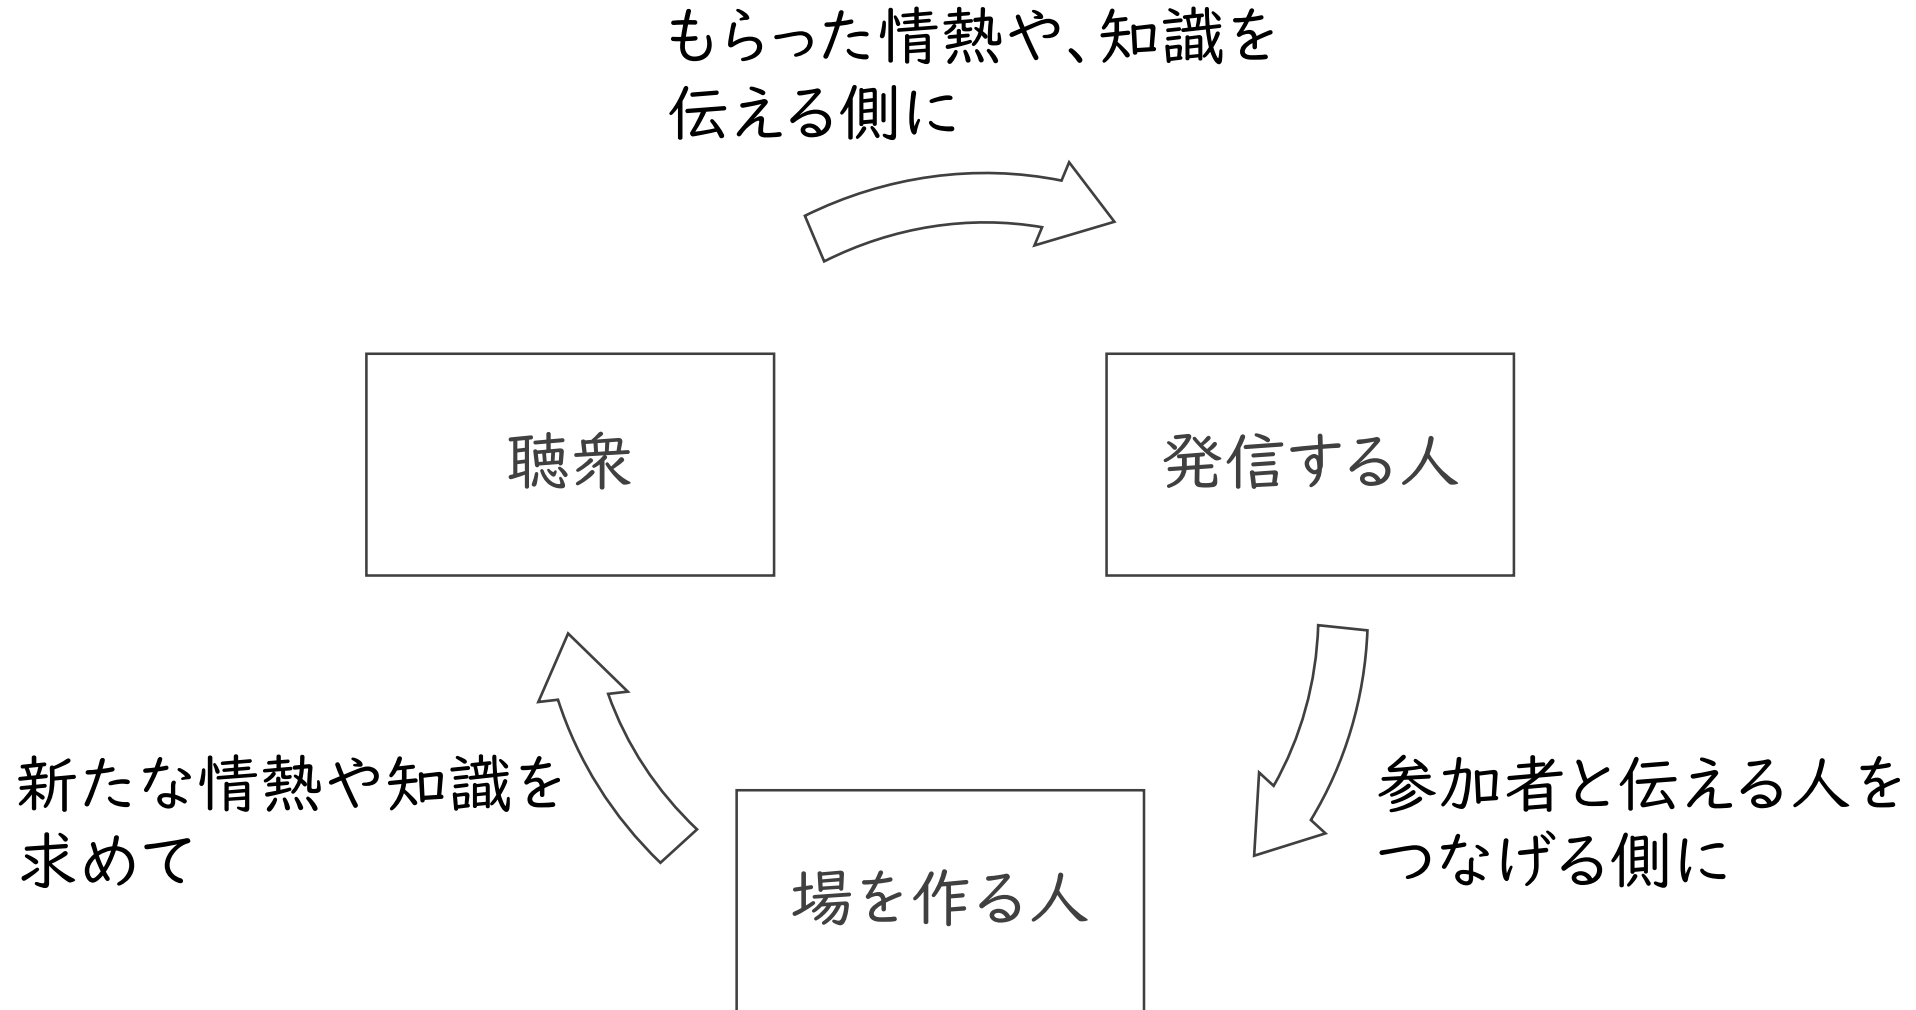 もらった情熱や、知識を
伝える側に
聴衆
発信する人
新たな情熱や知識を
求めて
参加者と伝える人を
つなげる側に
場を作る人